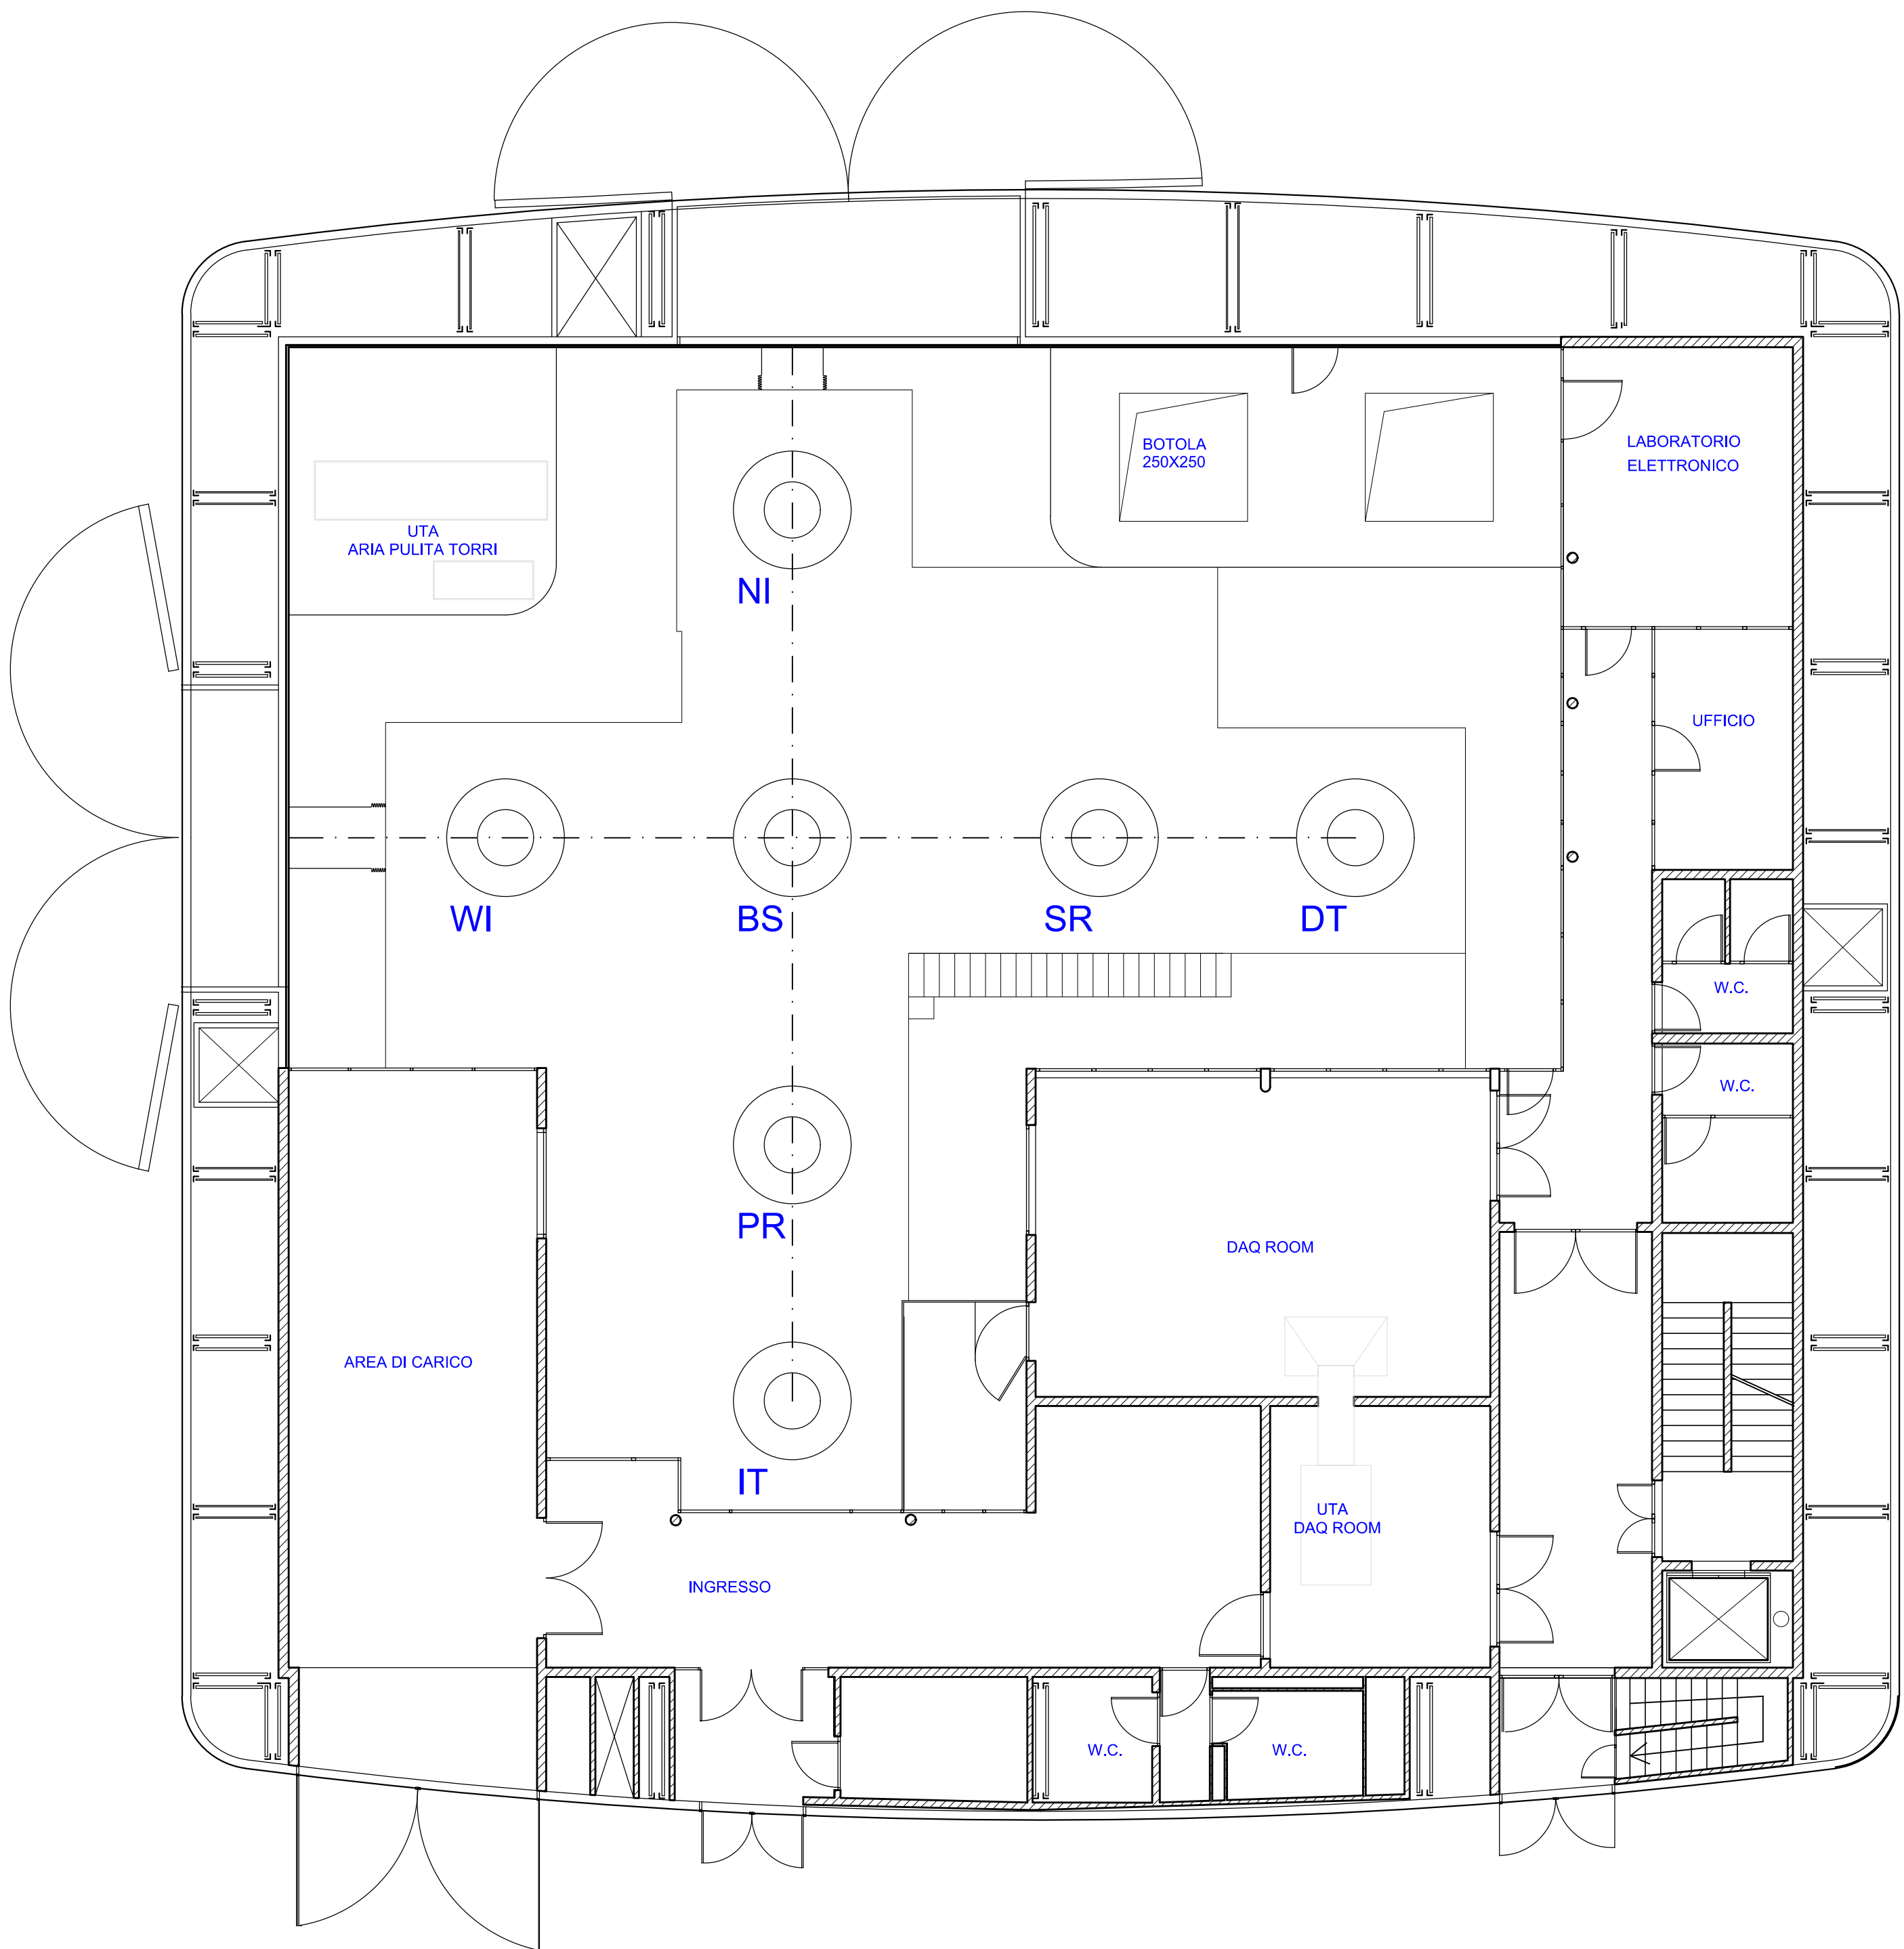 BOTOLA
250X250
LABORATORIO
ELETTRONICO
UTA
ARIA PULITA TORRI
NI
UFFICIO
WI
BS
SR
DT
W.C.
W.C.
PR
DAQ ROOM
AREA DI CARICO
IT
UTA
DAQ ROOM
INGRESSO
W.C.
W.C.